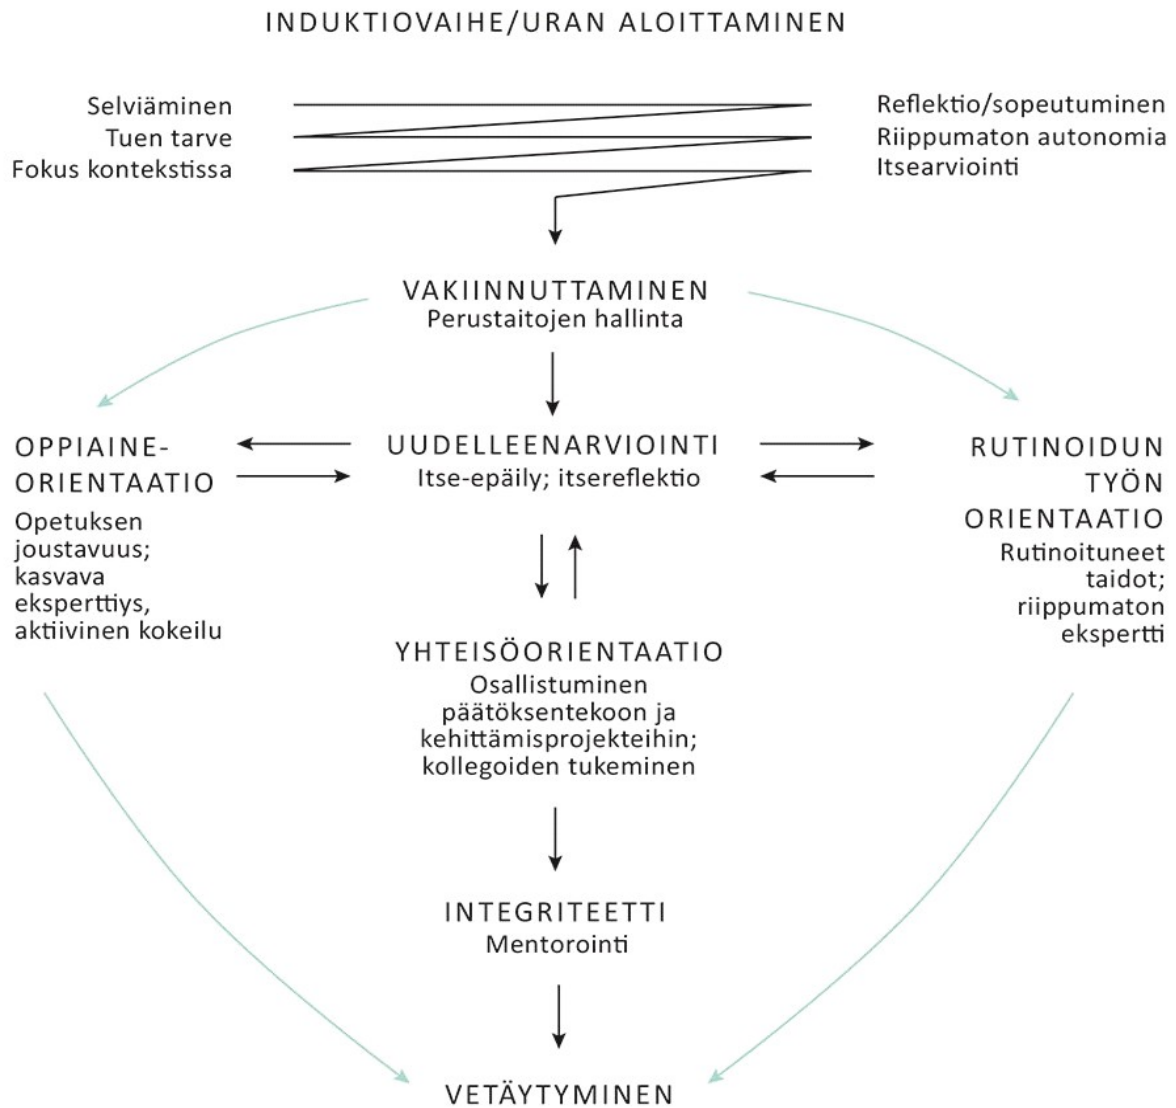 INDUKTIOVAIHE/URAN ALOITTAMINEN
Selviäminen
Tuen tarve
Fokus kontekstissa
Reflektio/sopeutuminen
Riippumaton autonomia
Itsearviointi
VAKIINNUTTAMINEN
Perustaitojen hallinta
OPPIAINE-
ORIENTAATIO
Opetuksen
joustavuus;
kasvava
eksperttiys,
aktiivinen kokeilu
UUDELLEENARVIOINTI
Itse-epäily; itsereflektio
RUTINOIDUN
TYÖN
ORIENTAATIO
Rutinoituneet
taidot;
riippumaton
ekspertti
YHTEISÖORIENTAATIO
Osallistuminen
päätöksentekoon ja
kehittämisprojekteihin;
kollegoiden tukeminen
INTEGRITEETTI
Mentorointi
VETÄYTYMINEN